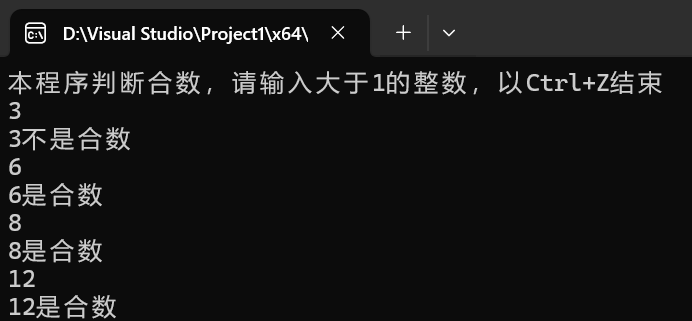 D:\Visual Studio\Project1\x64\
本程序判断合数，请输入大于1的整数，以Ctrl+Z结束
3
3不是合数
6
6是合数
8
8是合数
12
12是合数